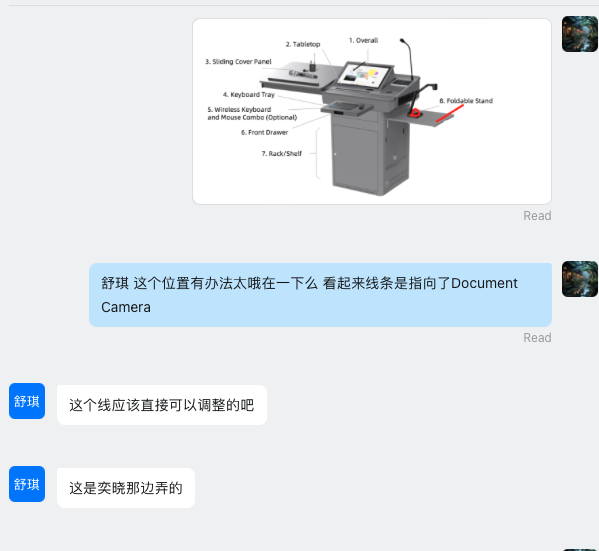 1. Overall
2. Tabletop
3. Sliding Cover Panel
4. Keyboard Tray
8. Foldable Stand
5. Wireless Keyboard
and Mouse Combo (Optional)
6. Front Drawer
7. Rack/Shelf
Read
舒琪 这个位置有办法太哦在一下么 看起来线条是指向了Document
Camera
Read
舒琪
这个线应该直接可以调整的吧
舒琪
这是奕晓那边弄的